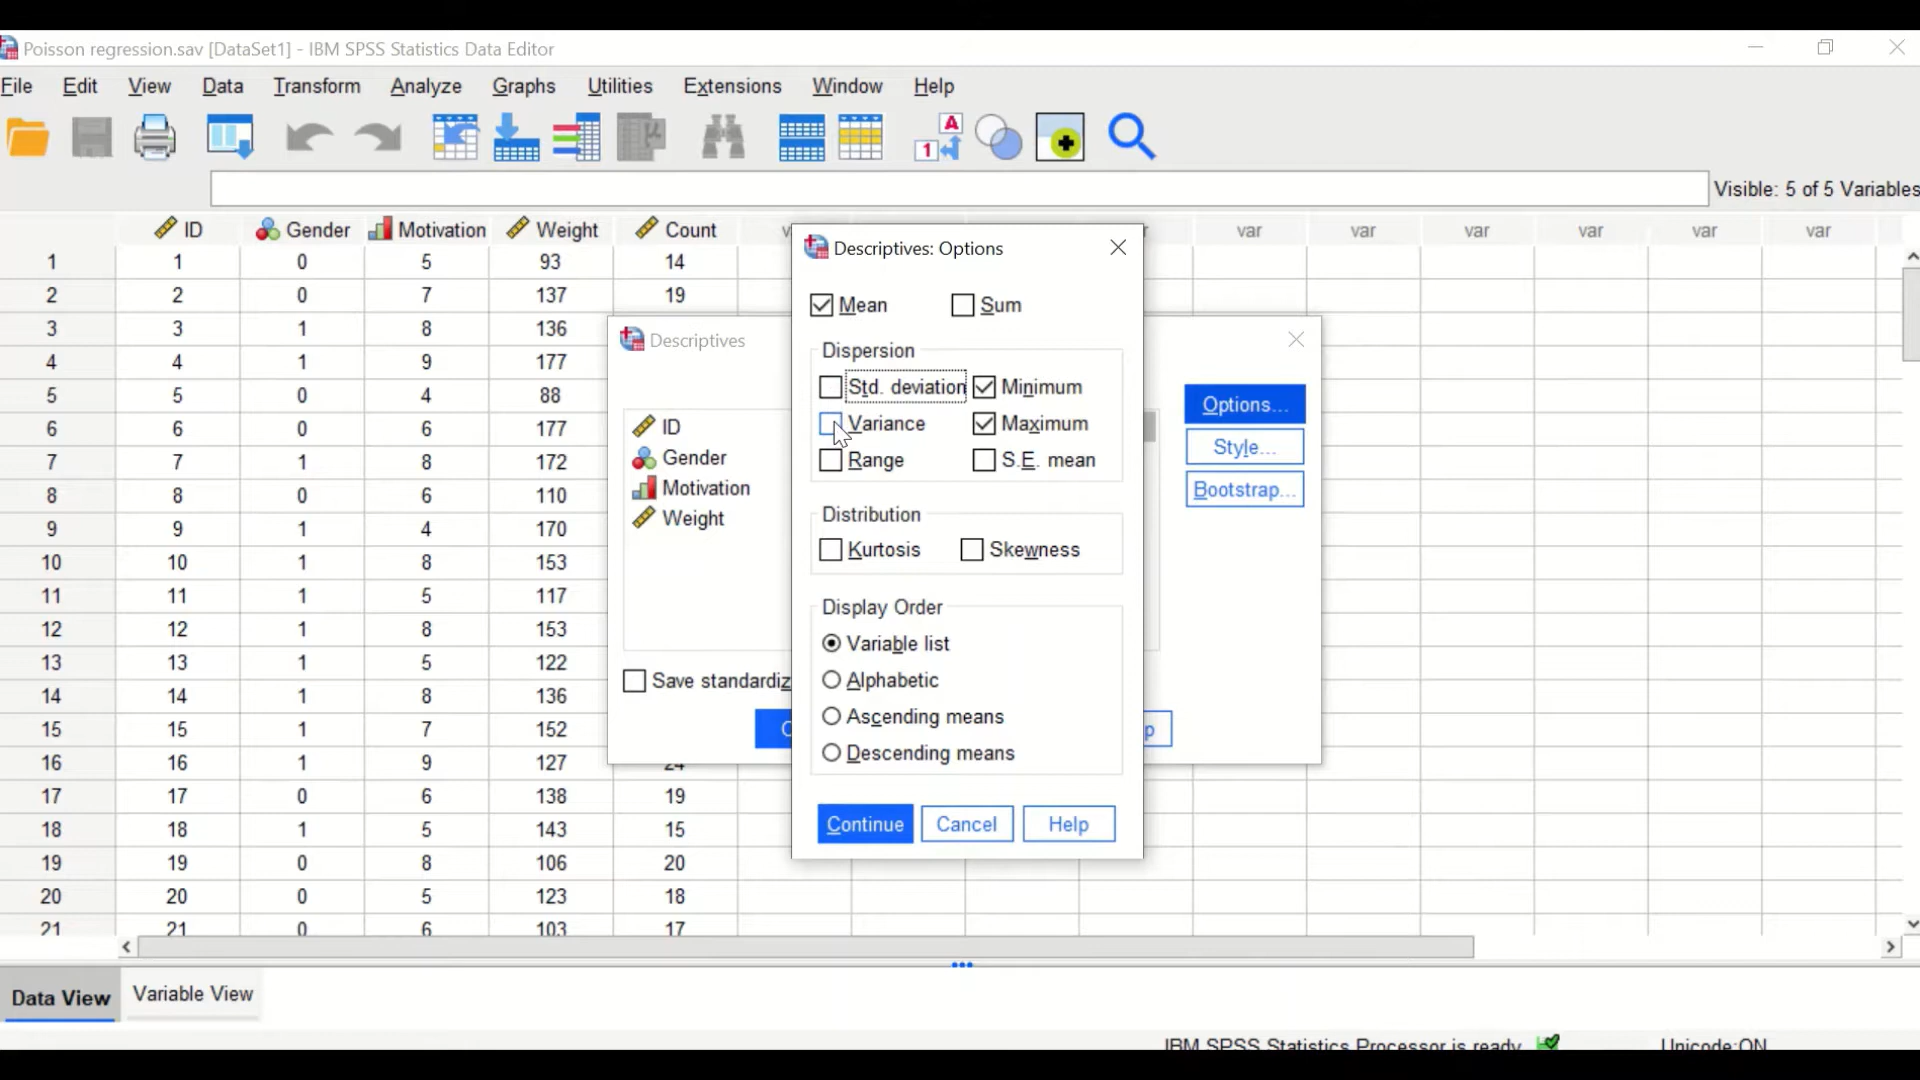 Poisson regression.sav [DataSet1] - IBM SPSS Statistics Data Editor
File Edit View Data Transform Analyze Graphs Utilities Extensions Window Help
Visible: 5 of 5 Variables
ID Gender Motivation Weight Count var var var var var var
1 1 0 5 93 14
2 2 0 7 137 19
3 3 1 8 136
4 4 1 9 177
5 5 0 4 88
6 6 0 6 177
7 7 1 8 172
8 8 0 6 110
9 9 1 4 170
10 10 1 8 153
11 11 1 5 117
12 12 1 8 153
13 13 1 5 122
14 14 1 8 136
15 15 1 7 152
16 16 1 9 127 24
17 17 0 6 138 19
18 18 1 5 143 15
19 19 0 8 106 20
20 20 0 5 123 18
21 21 0 6 103 17
Descriptives
ID
Gender
Motivation
Weight
Save standardiz
Options...
Style...
Bootstrap...
Descriptives: Options
Mean Sum
Dispersion
Std. deviation Minimum
Variance Maximum
Range S.E. mean
Distribution
Kurtosis Skewness
Display Order
Variable list
Alphabetic
Ascending means
Descending means
Continue Cancel Help
Data View Variable View
IBM SPSS Statistics Processor is ready Unicode:ON